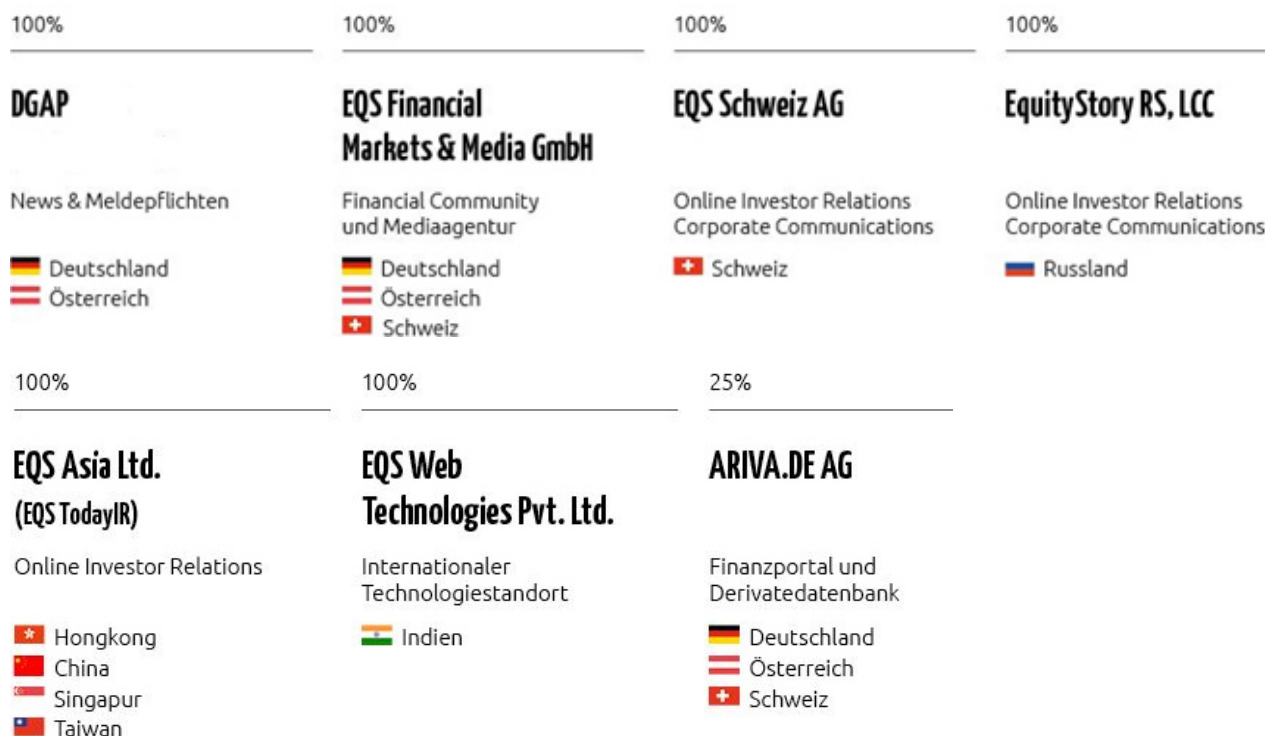 100%
DGAP
News & Meldepflichten
Deutschland
Österreich
100%
EQS Financial
Markets & Media GmbH
Financial Community
und Mediaagentur
Deutschland
Österreich
Schweiz
100%
EQS Schweiz AG
Online Investor Relations
Corporate Communications
Schweiz
100%
EquityStory RS, LCC
Online Investor Relations
Corporate Communications
Russland
100%
EQS Asia Ltd.
(EQS TodayIR)
Online Investor Relations
Hongkong
China
Singapur
Taiwan
100%
EQS Web
Technologies Pvt. Ltd.
Internationaler
Technologiestandort
Indien
25%
ARIVA.DE AG
Finanzportal und
Derivatedatenbank
Deutschland
Österreich
Schweiz